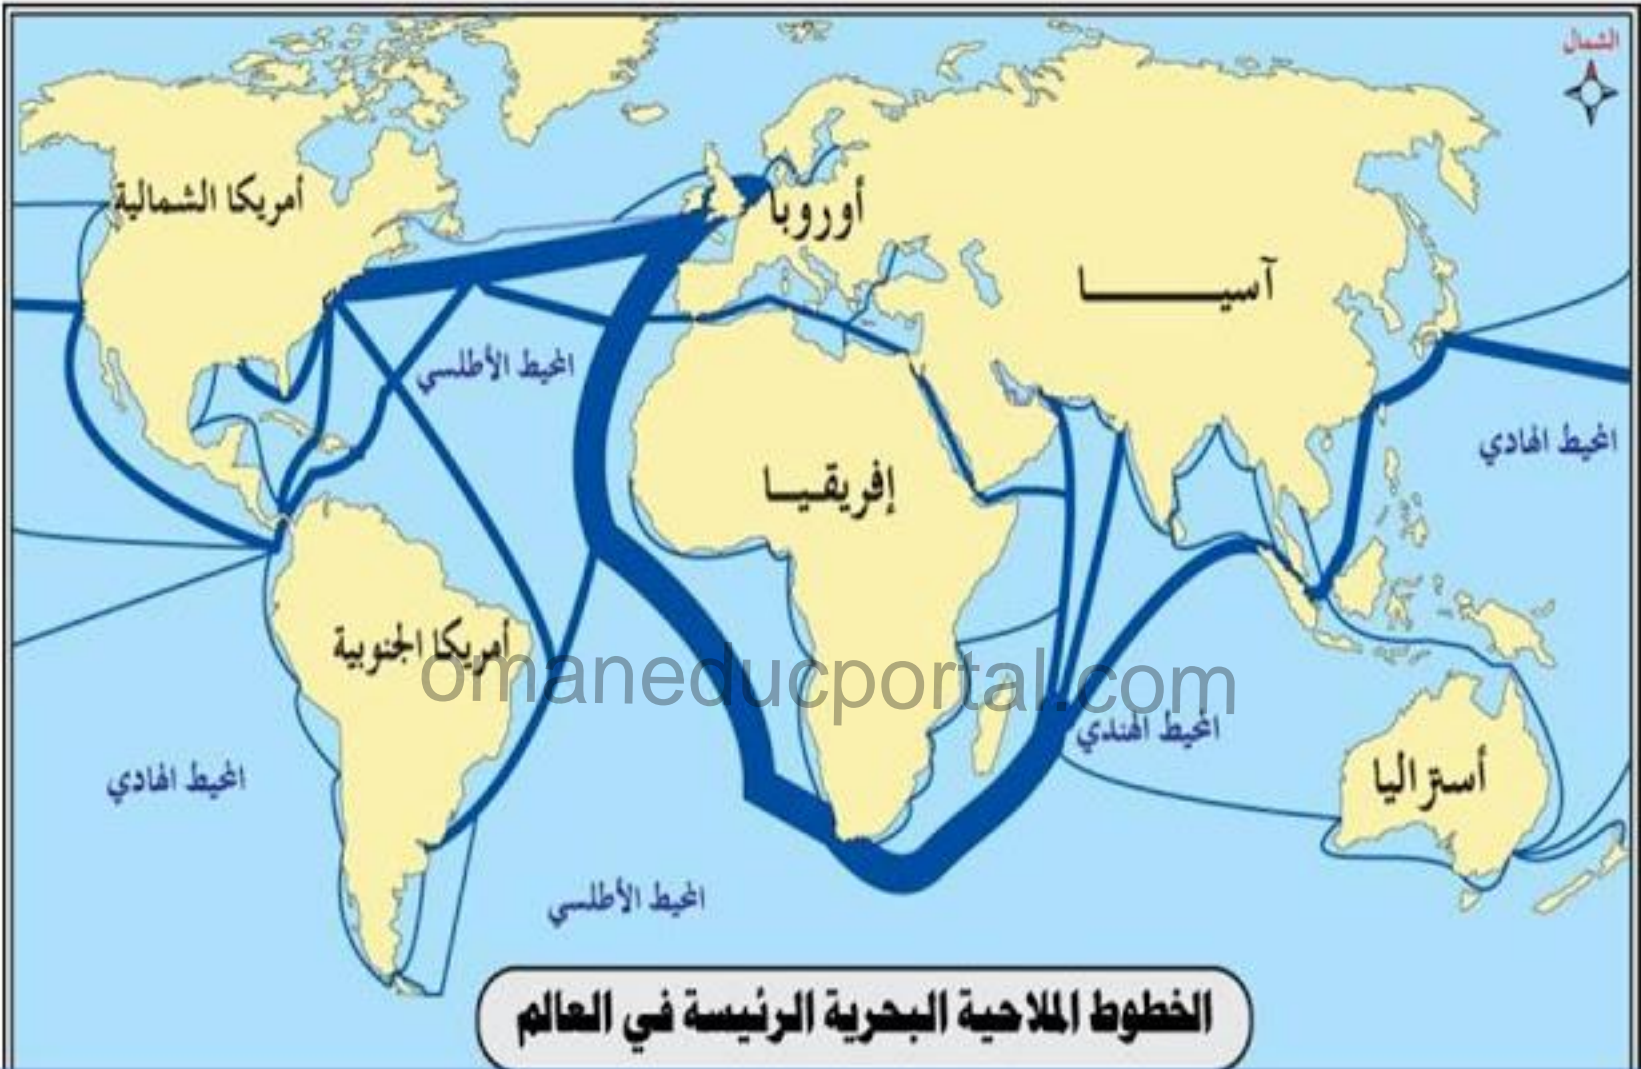 الشمال
أمريكا الشمالية
أوروبا
آسيـــــــا
المحيط الأطلسي
المحيط الهادي
إفريقيـا
أمريكا الجنوبية
omaneducportal.com
المحيط الهندي
أستراليا
المحيط الهادي
المحيط الأطلسي
الخطوط الملاحية البحرية الرئيسة في العالم